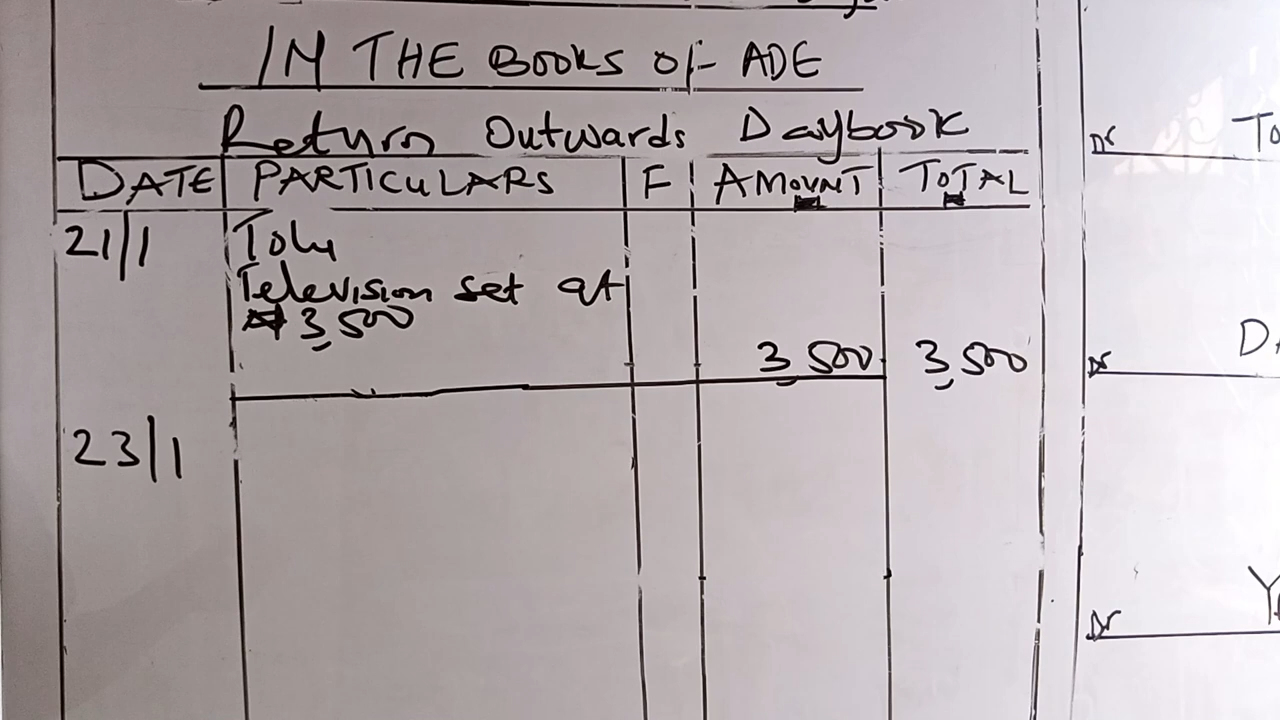 IN THE BOOKS OF ADE
Return Outwards Daybook
DATE PARTICULARS F AMOUNT TOTAL
₦ ₦
21/1 Tolu
Television set at
₦3,500
3,500 3,500
23/1
Dr To
Dr DA
Dr